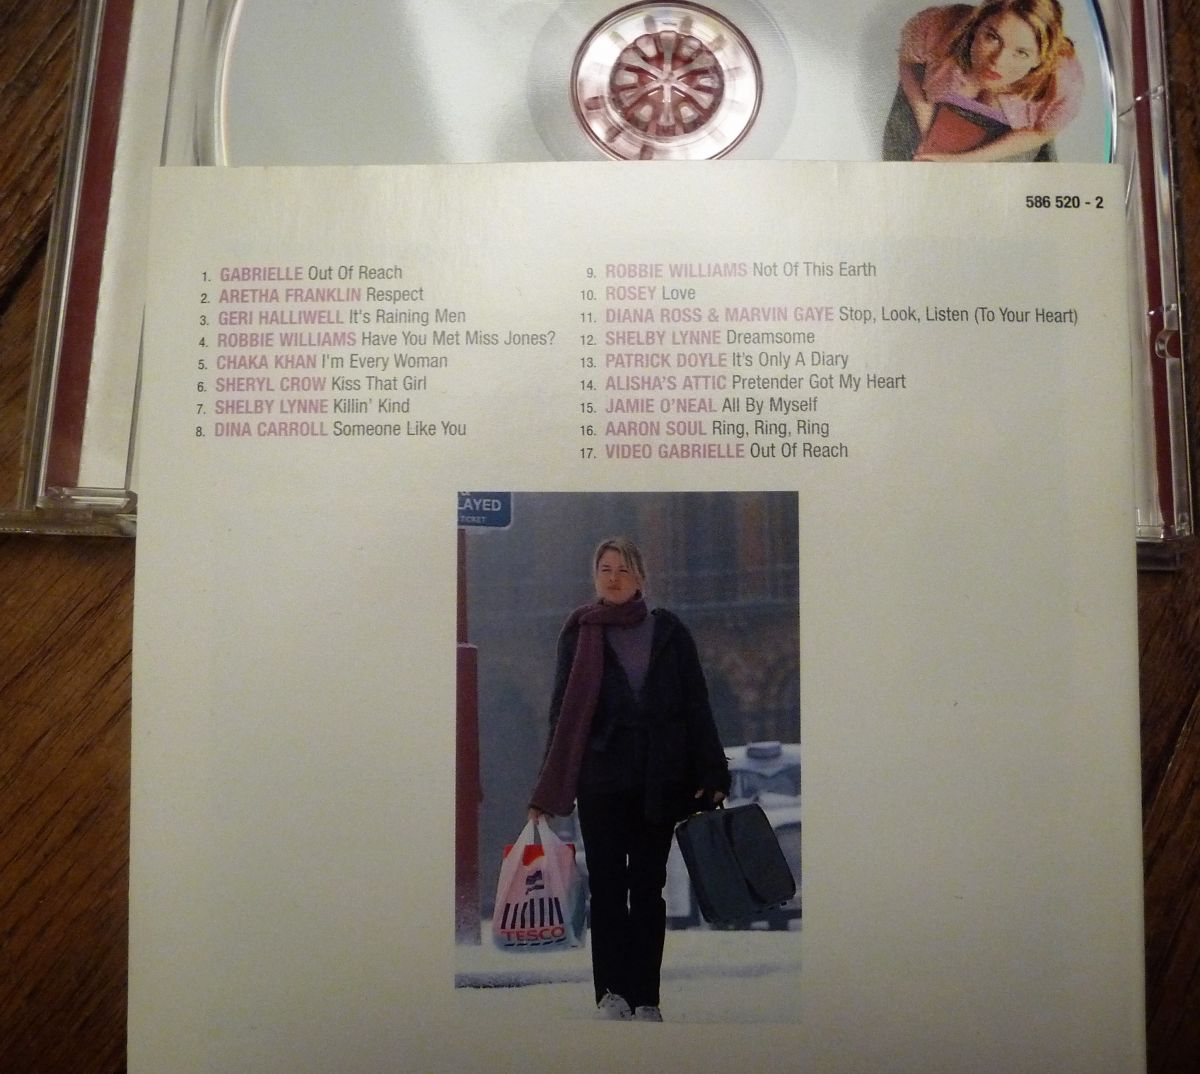 586 520 - 2
1. GABRIELLE Out Of Reach
2. ARETHA FRANKLIN Respect
3. GERI HALLIWELL It's Raining Men
4. ROBBIE WILLIAMS Have You Met Miss Jones?
5. CHAKA KHAN I'm Every Woman
6. SHERYL CROW Kiss That Girl
7. SHELBY LYNNE Killin' Kind
8. DINA CARROLL Someone Like You
9. ROBBIE WILLIAMS Not Of This Earth
10. ROSEY Love
11. DIANA ROSS & MARVIN GAYE Stop, Look, Listen (To Your Heart)
12. SHELBY LYNNE Dreamsome
13. PATRICK DOYLE It's Only A Diary
14. ALISHA'S ATTIC Pretender Got My Heart
15. JAMIE O'NEAL All By Myself
16. AARON SOUL Ring, Ring, Ring
17. VIDEO GABRIELLE Out Of Reach
&
LAYED
TICKET
TESCO